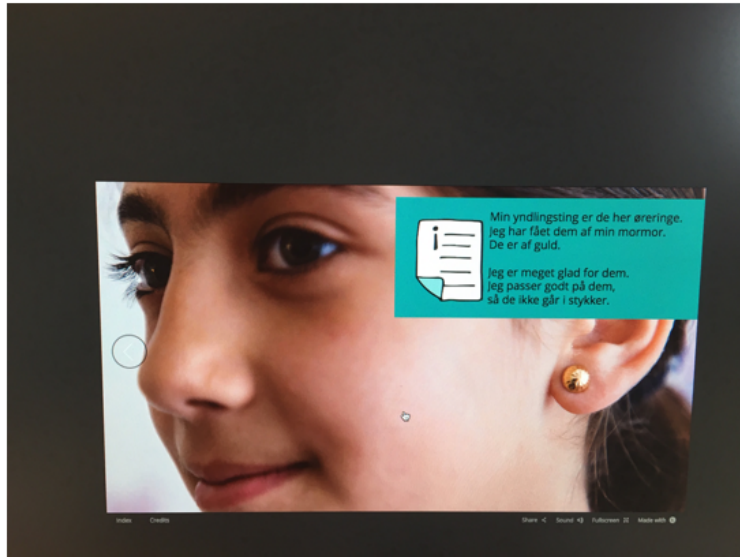 Min yndlingsting er de her øreringe.
Jeg har fået dem af min mormor.
De er af guld.
Jeg er meget glad for dem.
Jeg passer godt på dem,
så de ikke går i stykker.
Index Credits Share Sound Fullscreen Made with